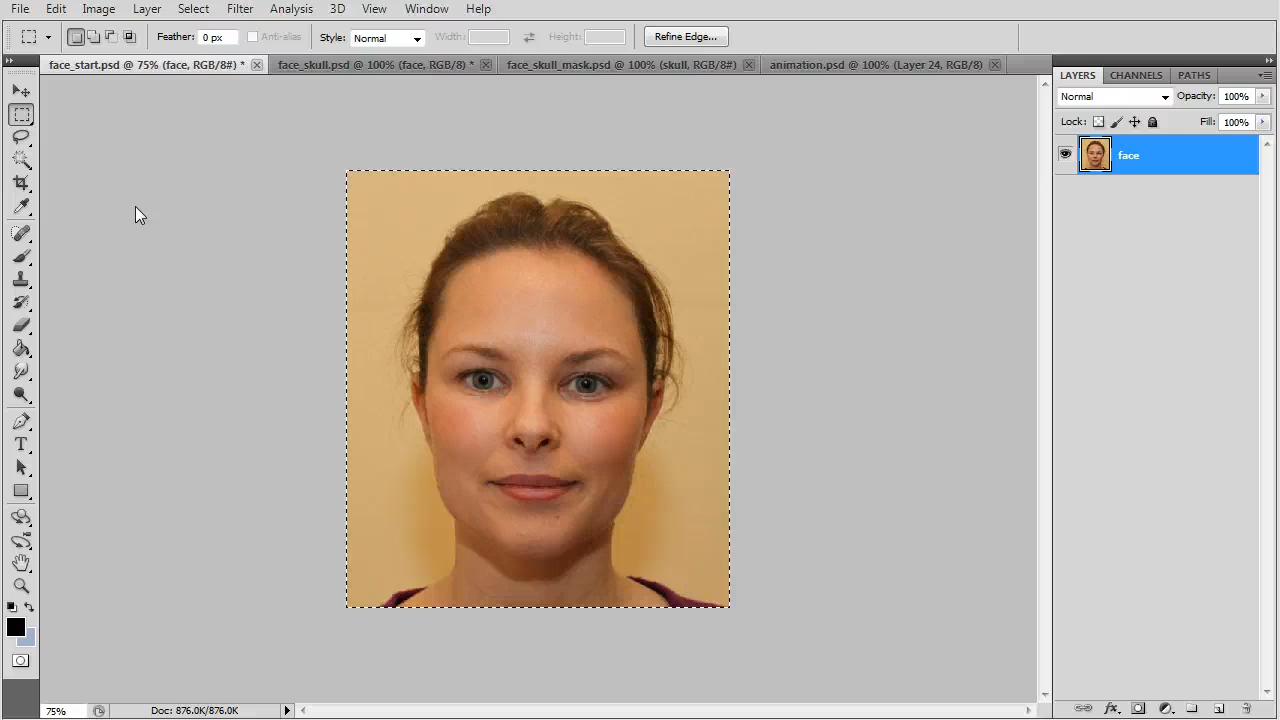 File Edit Image Layer Select Filter Analysis 3D View Window Help
Feather: 0 px Anti-alias Style: Normal Width: Height: Refine Edge...
face_start.psd @ 75% (face, RGB/8#) * face_skull.psd @ 100% (face, RGB/8) * face_skull_mask.psd @ 100% (skull, RGB/8#) animation.psd @ 100% (Layer 24, RGB/8)
LAYERS CHANNELS PATHS
Normal Opacity: 100%
Lock: Fill: 100%
face
T
fx
75% Doc: 876.0K/876.0K